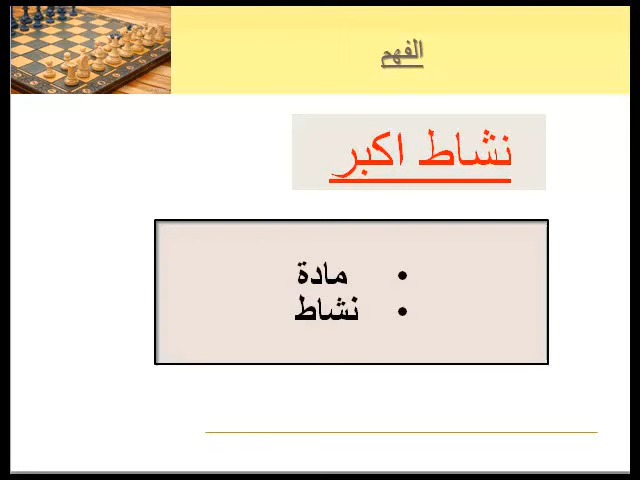 الفهم
نشاط اكبر
• مادة
• نشاط